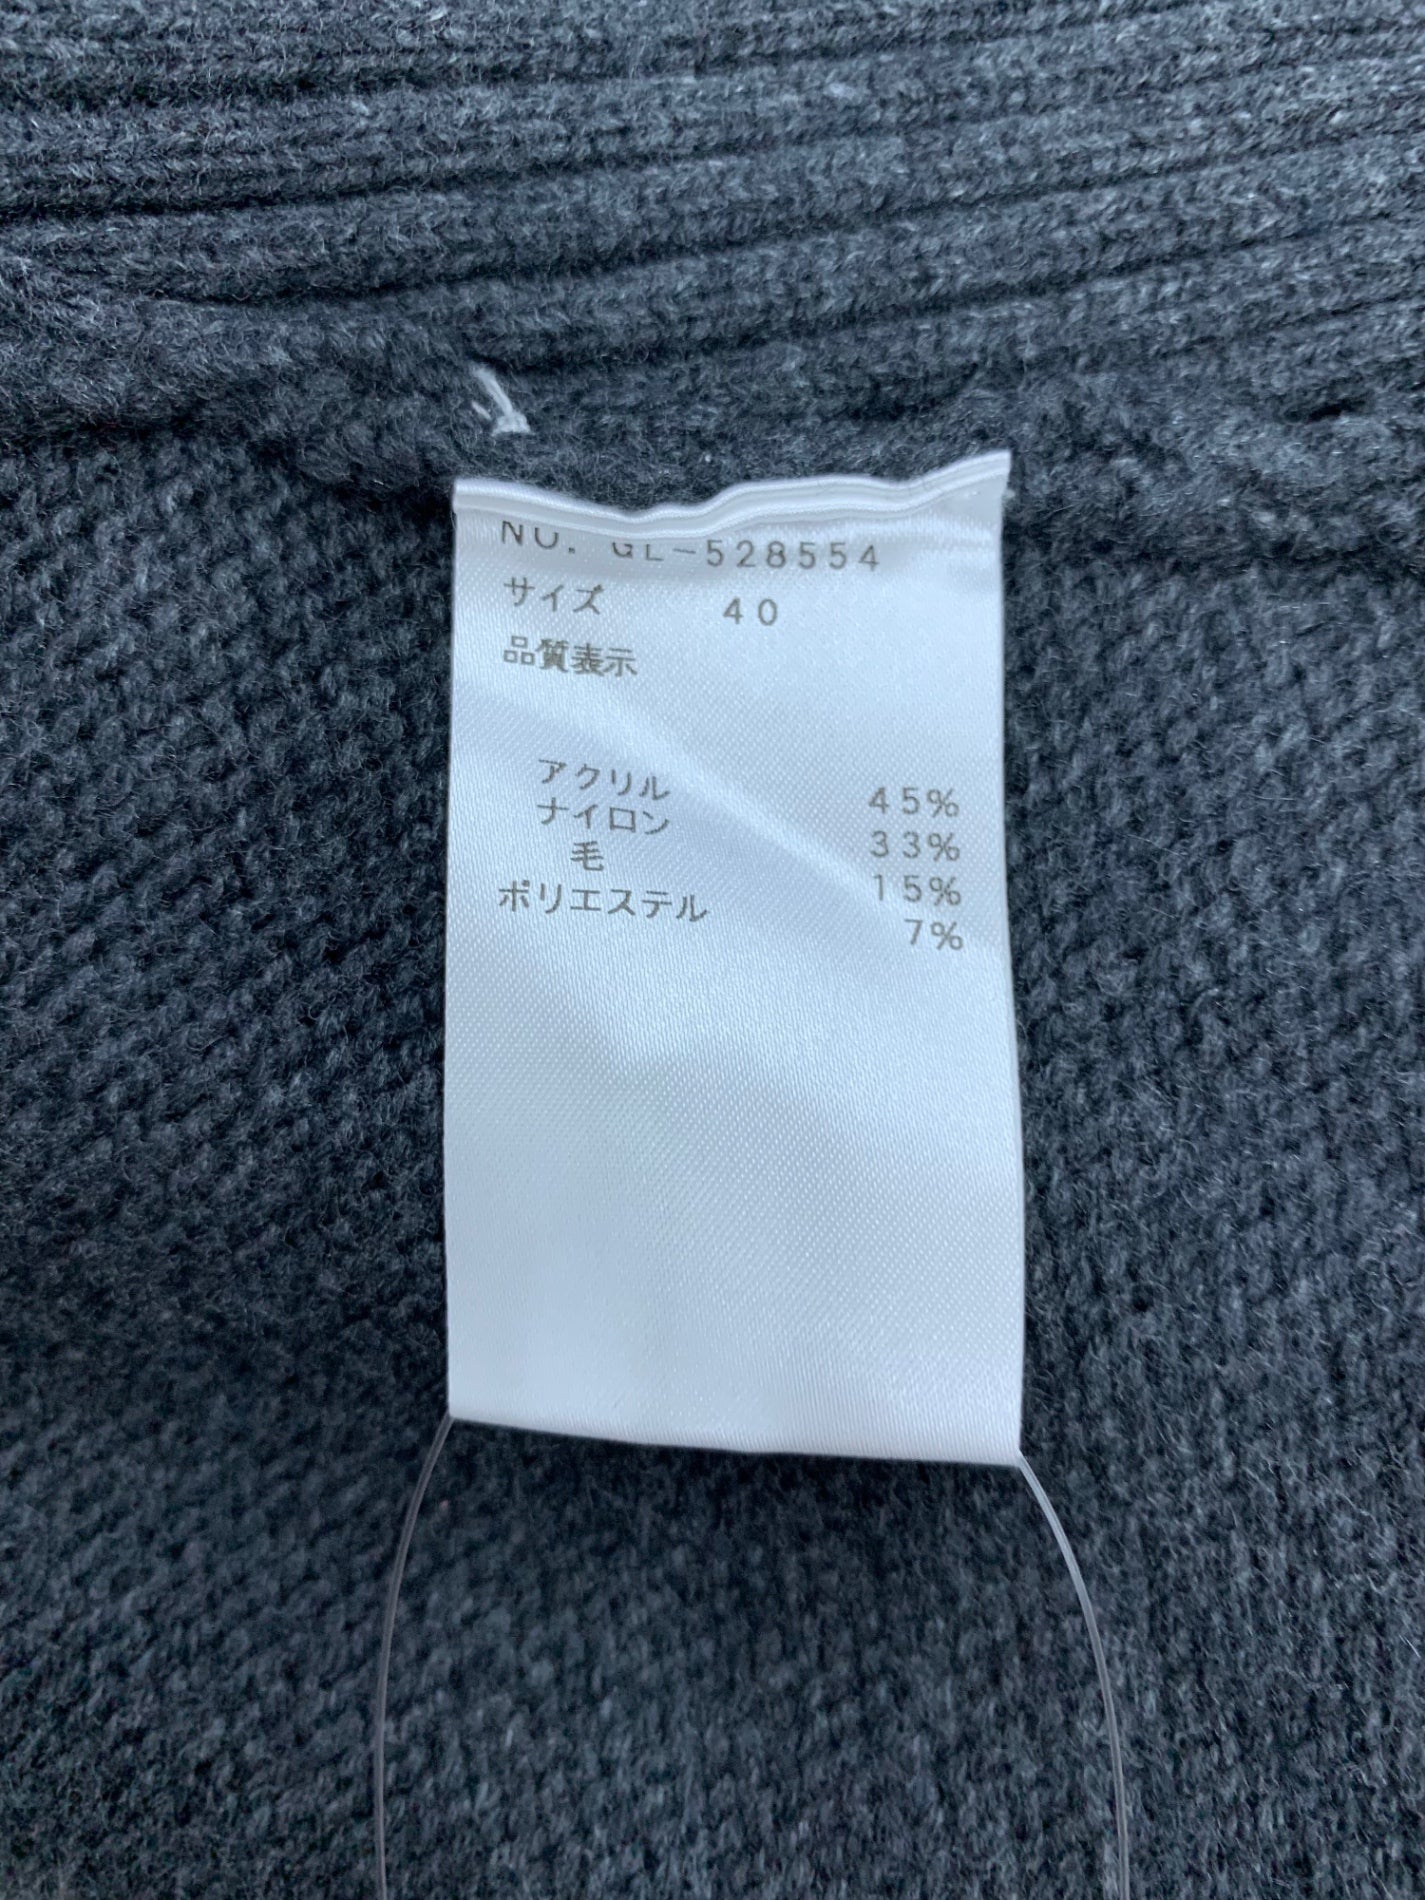 NO. GL-528554
サイズ 40
品質表示
アクリル 45%
ナイロン 33%
毛 15%
ポリエステル 7%